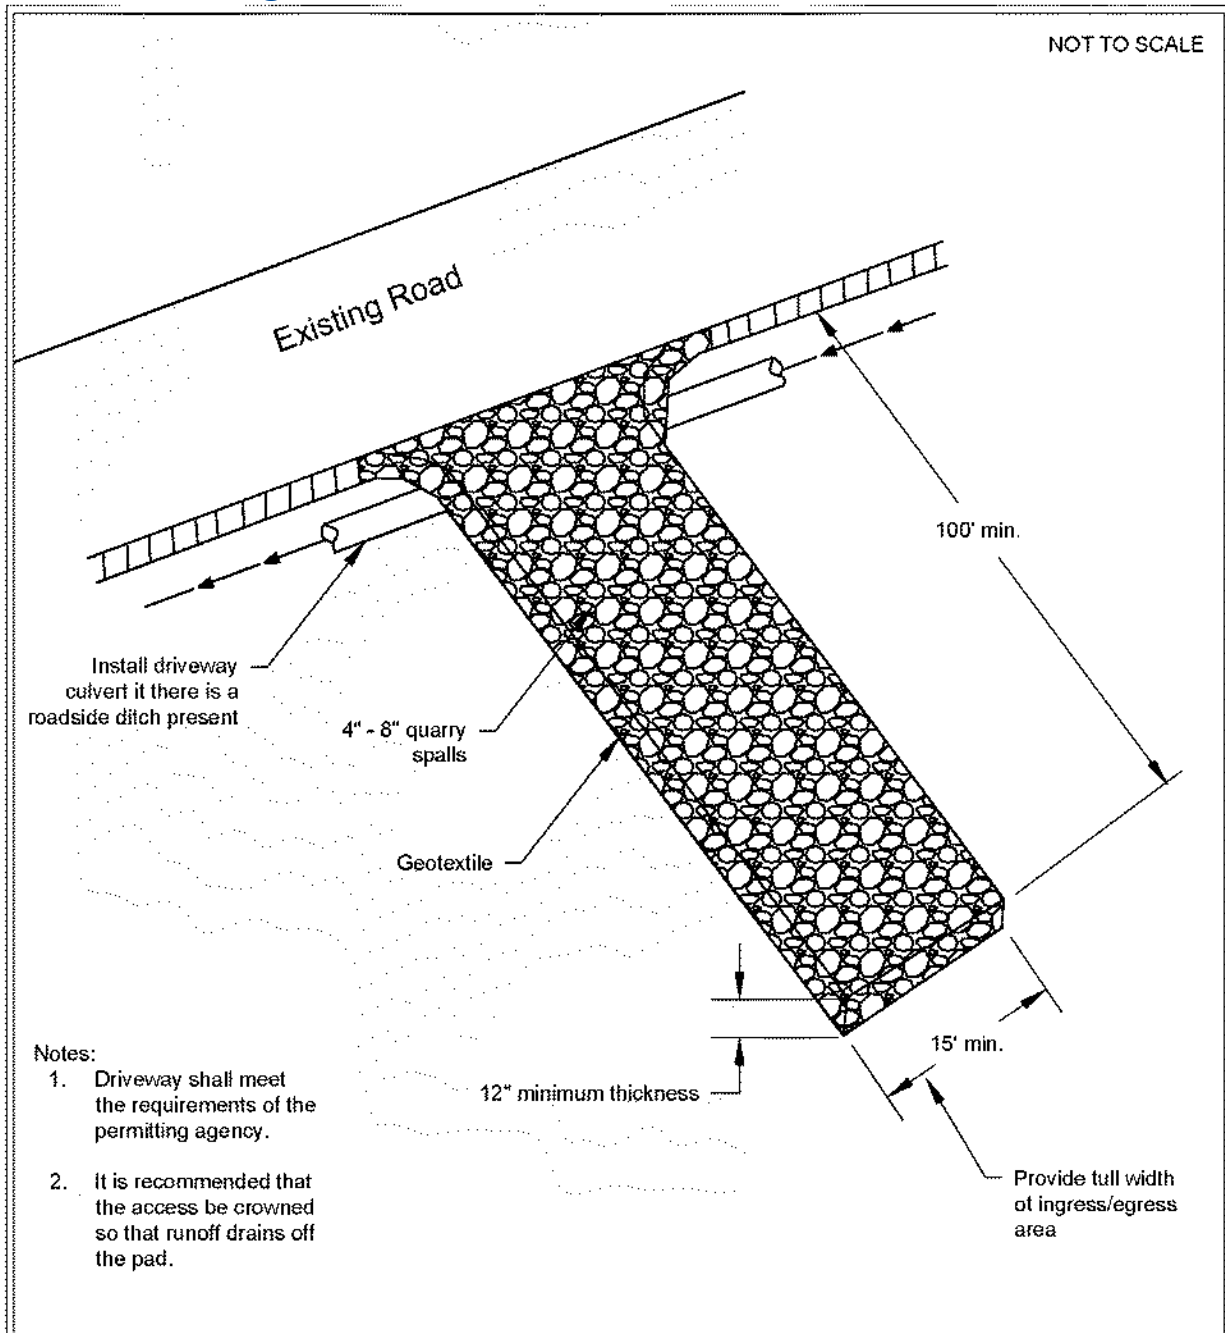 NOT TO SCALE
Existing Road
100' min.
Install driveway
culvert it there is a
roadside ditch present
4" - 8" quarry
spalls
Geotextile
15' min.
12" minimum thickness
Provide tull width
ot ingress/egress
area
Notes:
1. Driveway shall meet
the requirements of the
permitting agency.
2. It is recommended that
the access be crowned
so that runoff drains off
the pad.